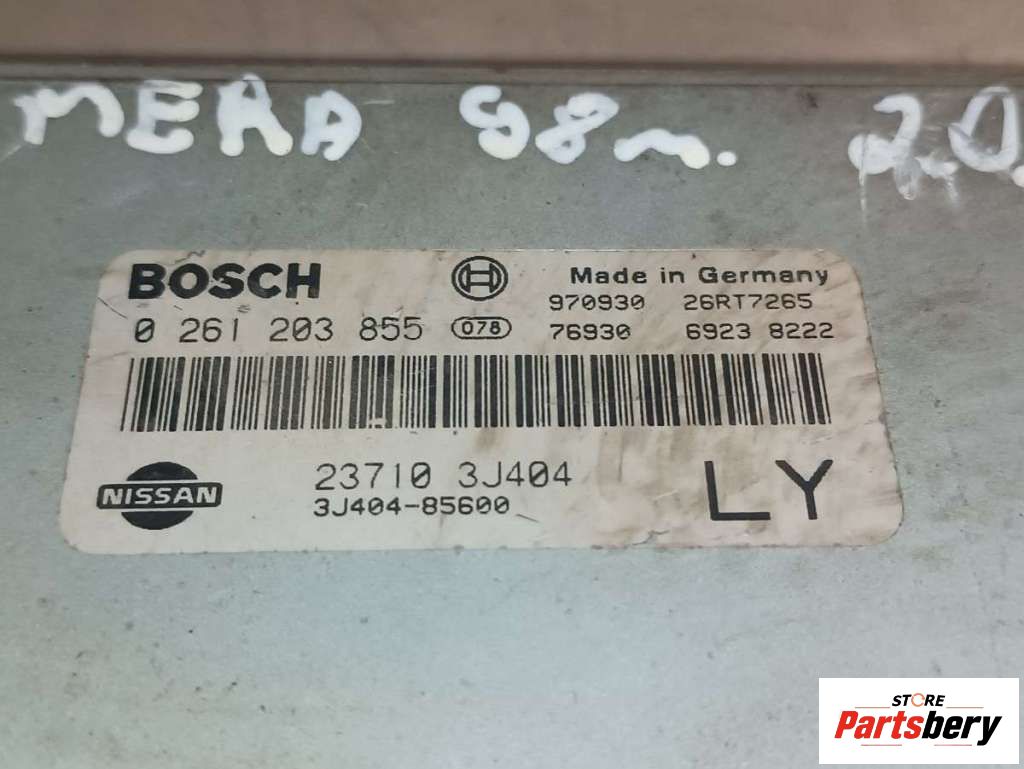 MERA 98m. 2.0
BOSCH Made in Germany
970930 26RT7265
0 261 203 855 078 76930 6923 8222
23710 3J404
NISSAN LY
3J404-85600
STORE
Partsbery